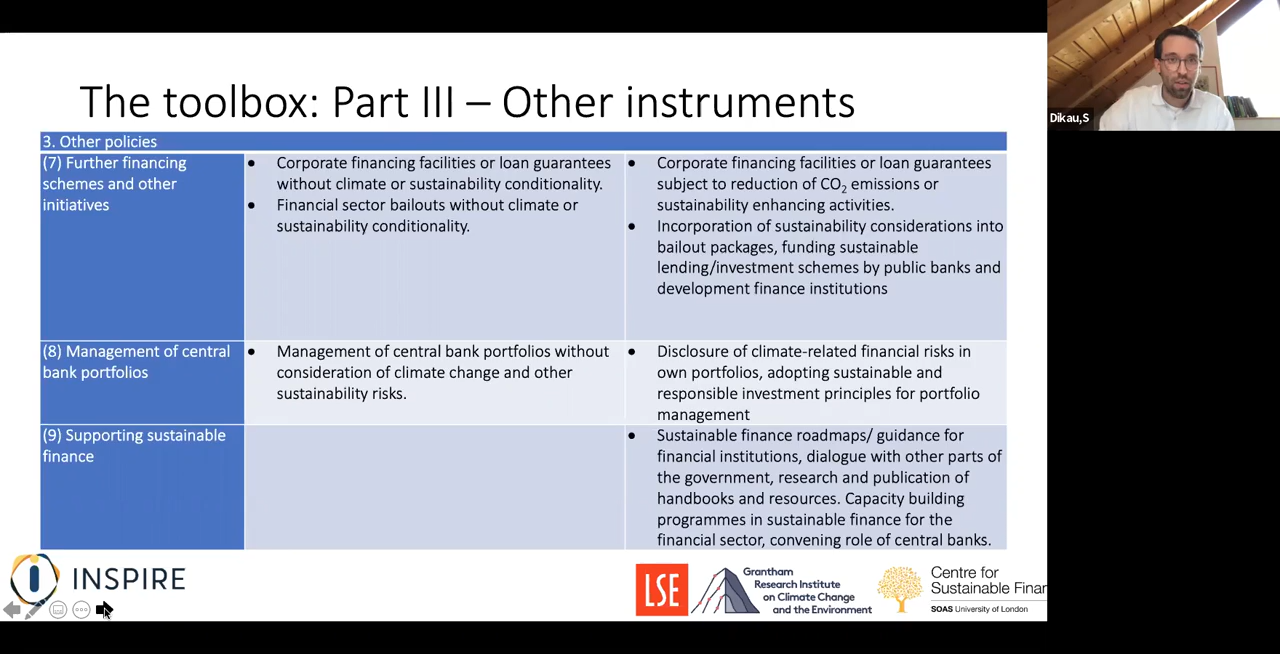 The toolbox: Part III – Other instruments
3. Other policies
(7) Further financing
schemes and other
initiatives
• Corporate financing facilities or loan guarantees
without climate or sustainability conditionality.
• Financial sector bailouts without climate or
sustainability conditionality.
• Corporate financing facilities or loan guarantees
subject to reduction of CO2 emissions or
sustainability enhancing activities.
• Incorporation of sustainability considerations into
bailout packages, funding sustainable
lending/investment schemes by public banks and
development finance institutions
(8) Management of central
bank portfolios
• Management of central bank portfolios without
consideration of climate change and other
sustainability risks.
• Disclosure of climate-related financial risks in
own portfolios, adopting sustainable and
responsible investment principles for portfolio
management
(9) Supporting sustainable
finance
• Sustainable finance roadmaps/ guidance for
financial institutions, dialogue with other parts of
the government, research and publication of
handbooks and resources. Capacity building
programmes in sustainable finance for the
financial sector, convening role of central banks.
INSPIRE
LSE
Grantham
Research Institute
on Climate Change
and the Environment
Centre for
Sustainable Finan
SOAS University of London
Dikau,S